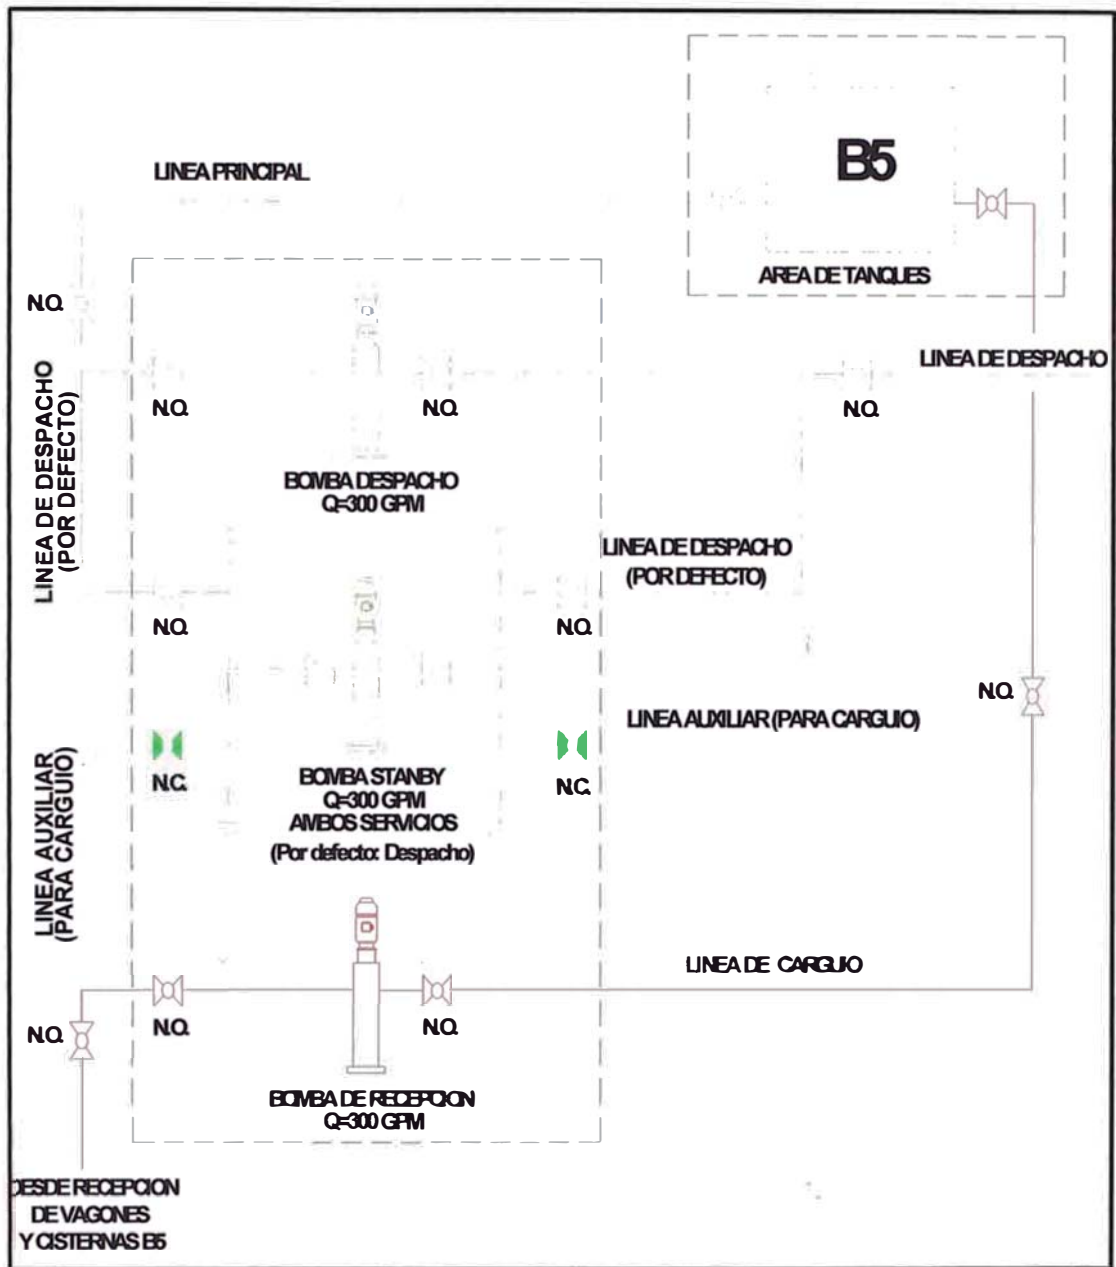 B5
LINEA PRINCIPAL
AREA DE TANQUES
N.O.
LINEA DE DESPACHO
LINEA DE DESPACHO
(POR DEFECTO)
N.O.
N.O.
N.O.
BOMBA DESPACHO
Q=300 GPM
LINEA DE DESPACHO
(POR DEFECTO)
N.O.
N.O.
N.O.
LINEA AUXILIAR (PARA CARGUIO)
LINEA AUXILIAR
(PARA CARGUIO)
N.C.
N.C.
BOMBA STANBY
Q=300 GPM
AMBOS SERVICIOS
(Por defecto: Despacho)
LINEA DE CARGUIO
N.O.
N.O.
N.O.
BOMBA DE RECEPCION
Q=300 GPM
DESDE RECEPCION
DE VAGONES
Y CISTERNAS B5